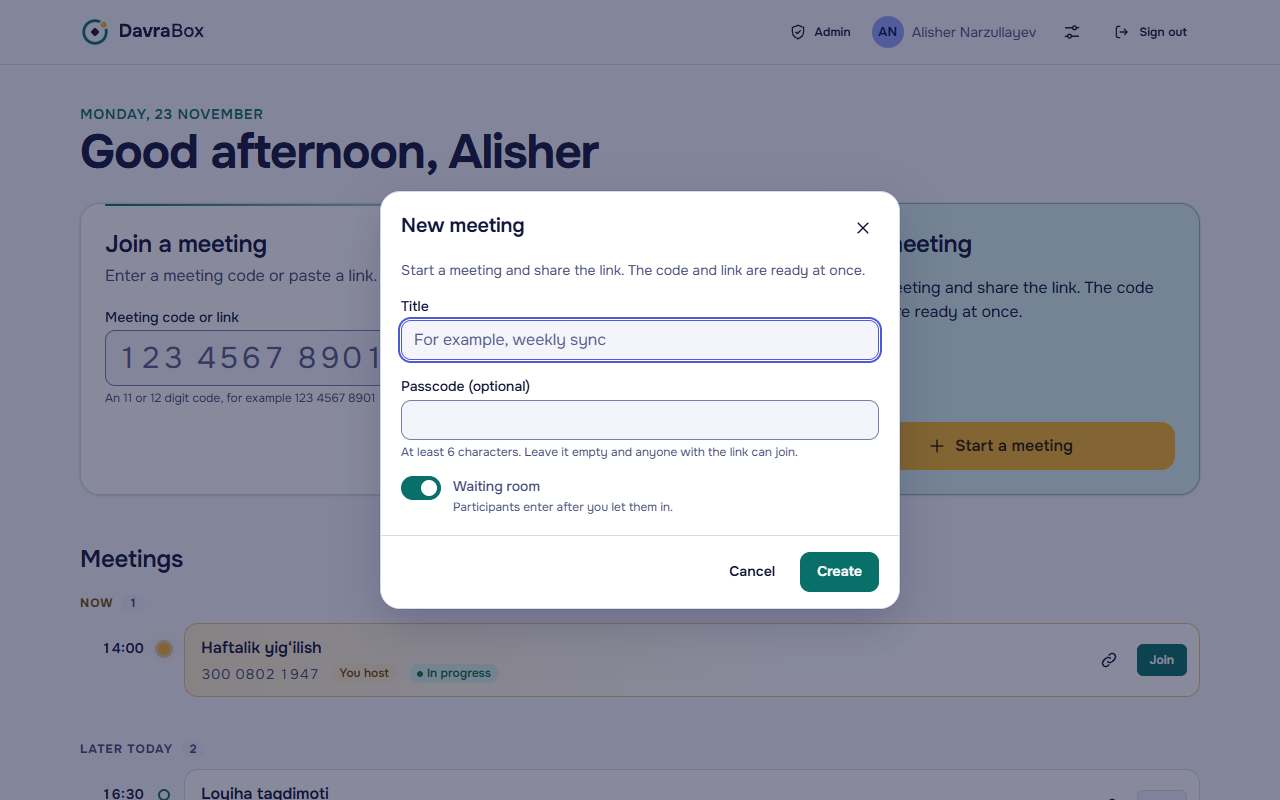 DavraBox
Admin
AN
Alisher Narzullayev
Sign out
MONDAY, 23 NOVEMBER
Good afternoon, Alisher
Join a meeting
Enter a meeting code or paste a link.
Meeting code or link
123 4567 8901
An 11 or 12 digit code, for example 123 4567 8901
New meeting
Start a meeting and share the link. The code and link are ready at once.
Title
For example, weekly sync
Passcode (optional)
At least 6 characters. Leave it empty and anyone with the link can join.
Waiting room
Participants enter after you let them in.
Cancel
Create
and share the link. The code
ready at once.
Start a meeting
Meetings
NOW 1
14:00
Haftalik yig‘ilish
300 0802 1947
You host
In progress
Join
LATER TODAY 2
16:30
Loyiha taqdimoti